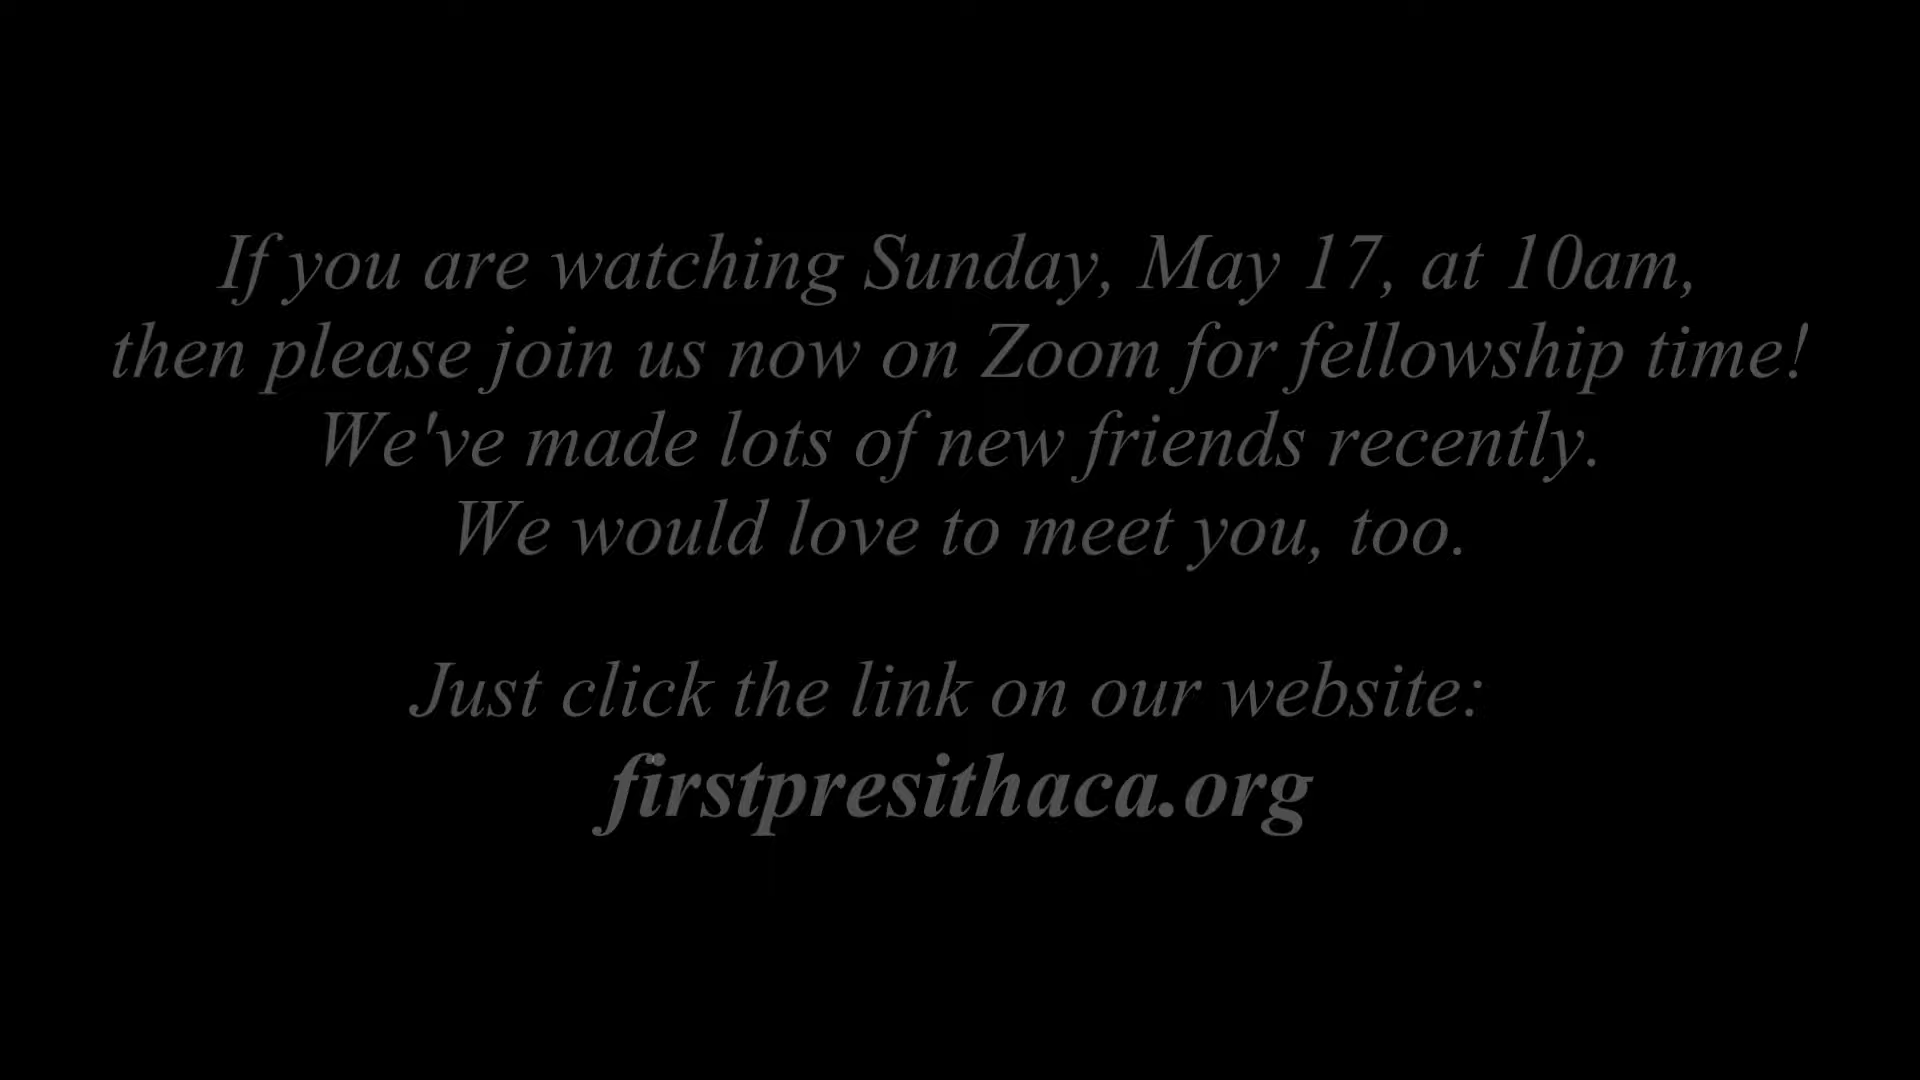 If you are watching Sunday, May 17, at 10am,
then please join us now on Zoom for fellowship time!
We've made lots of new friends recently.
We would love to meet you, too.
Just click the link on our website:
firstpresithaca.org